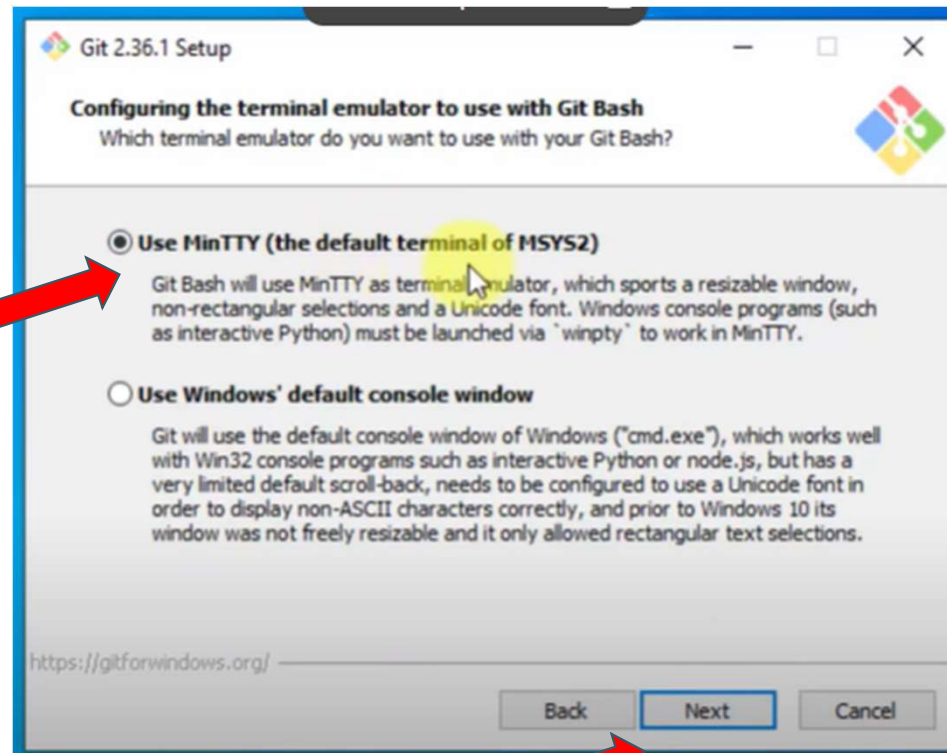 Git 2.36.1 Setup
Configuring the terminal emulator to use with Git Bash
Which terminal emulator do you want to use with your Git Bash?
Use MinTTY (the default terminal of MSYS2)
Git Bash will use MinTTY as terminal emulator, which sports a resizable window,
non-rectangular selections and a Unicode font. Windows console programs (such
as interactive Python) must be launched via `winpty` to work in MinTTY.
Use Windows' default console window
Git will use the default console window of Windows ("cmd.exe"), which works well
with Win32 console programs such as interactive Python or node.js, but has a
very limited default scroll-back, needs to be configured to use a Unicode font in
order to display non-ASCII characters correctly, and prior to Windows 10 its
window was not freely resizable and it only allowed rectangular text selections.
https://gitforwindows.org/
Back Next Cancel